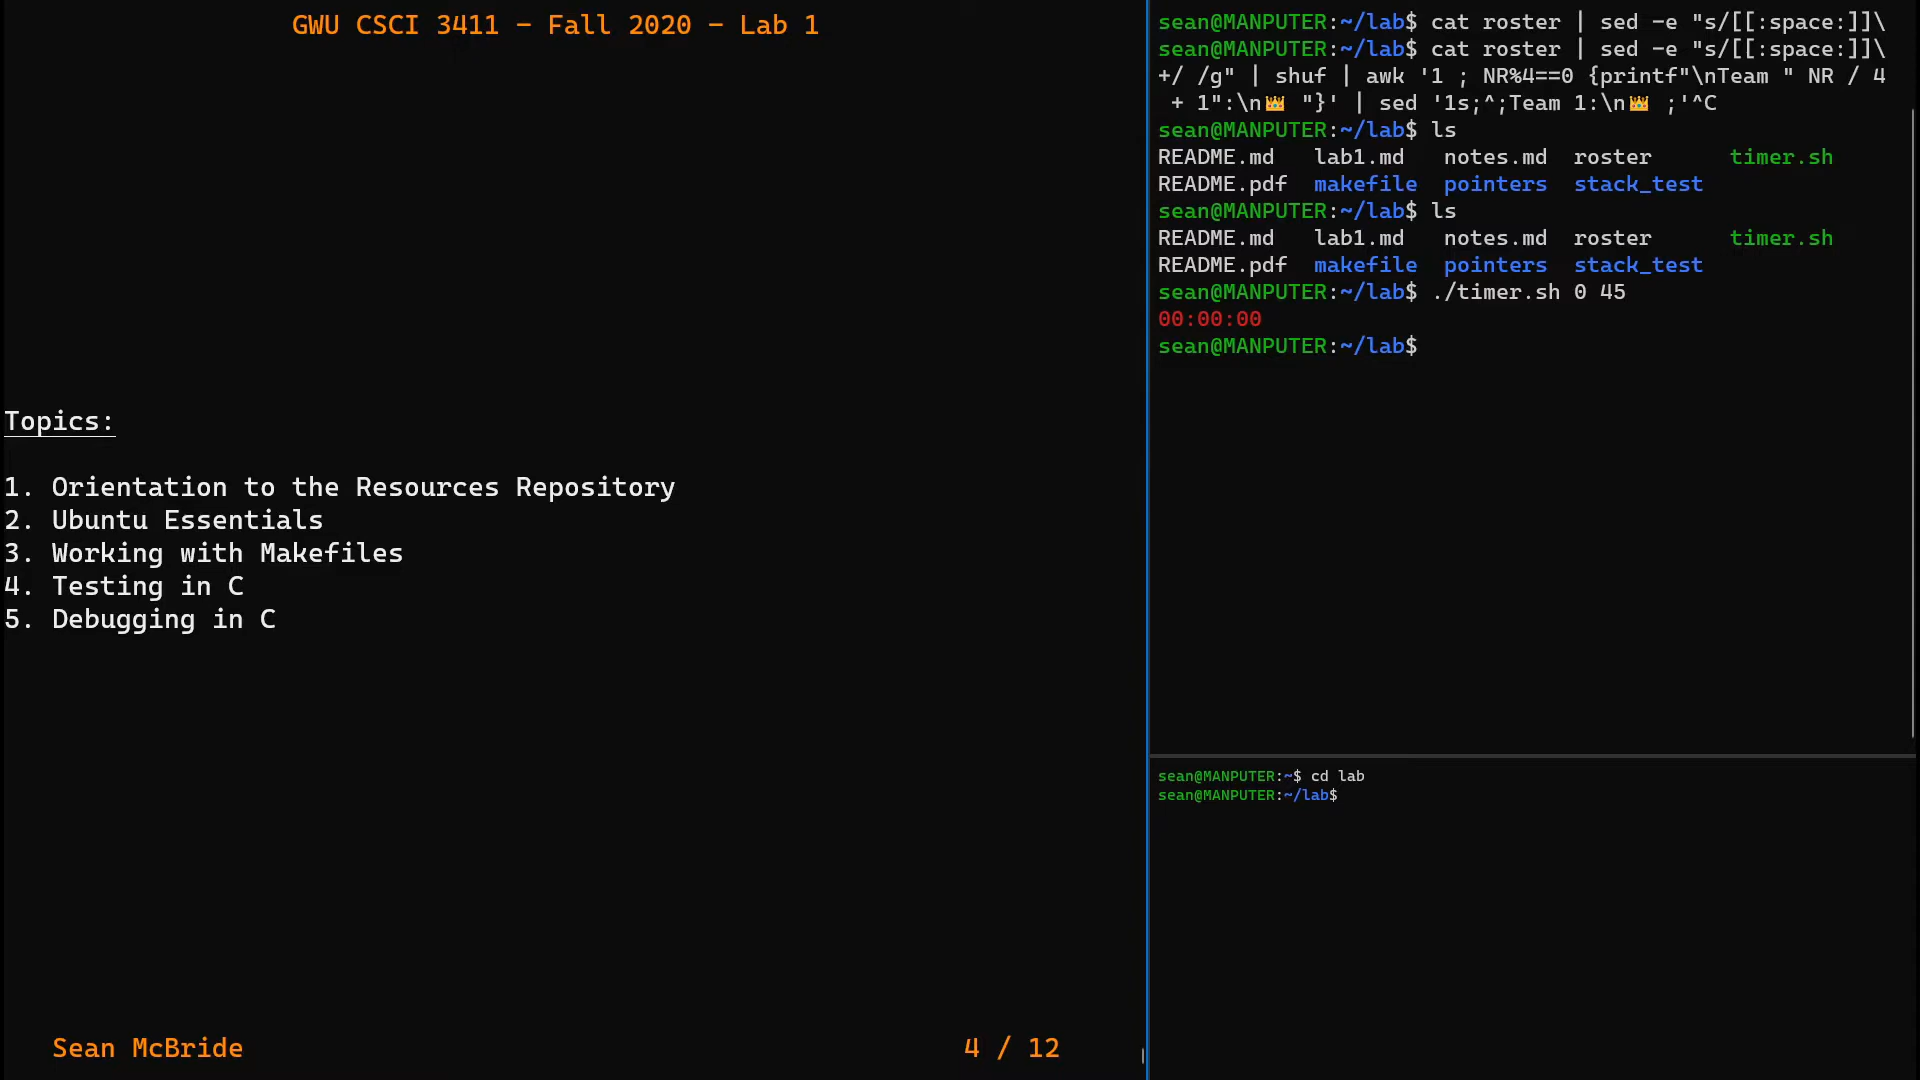 GWU CSCI 3411 - Fall 2020 - Lab 1
Topics:
1. Orientation to the Resources Repository
2. Ubuntu Essentials
3. Working with Makefiles
4. Testing in C
5. Debugging in C
Sean McBride
4 / 12
sean@MANPUTER:~/lab$ cat roster | sed -e "s/[[:space:]]\
sean@MANPUTER:~/lab$ cat roster | sed -e "s/[[:space:]]\
+/ /g" | shuf | awk '1 ; NR%4==0 {printf"\nTeam " NR / 4
+ 1":\n👑 "}' | sed '1s;^;Team 1:\n👑 ;'^C
sean@MANPUTER:~/lab$ ls
README.md lab1.md notes.md roster timer.sh
README.pdf makefile pointers stack_test
sean@MANPUTER:~/lab$ ls
README.md lab1.md notes.md roster timer.sh
README.pdf makefile pointers stack_test
sean@MANPUTER:~/lab$ ./timer.sh 0 45
00:00:00
sean@MANPUTER:~/lab$
sean@MANPUTER:~$ cd lab
sean@MANPUTER:~/lab$